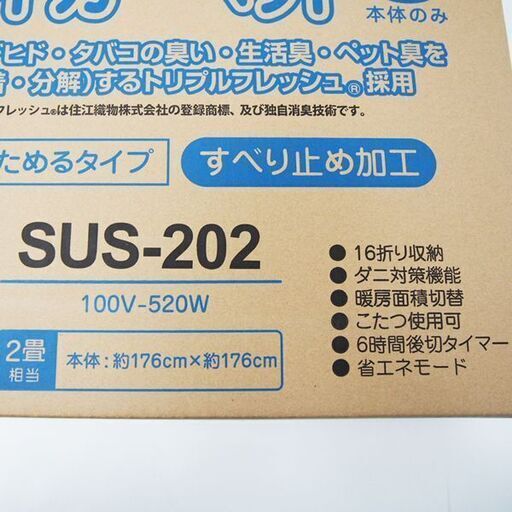 本体のみ
ヒド・タバコの臭い・生活臭・ペット臭を
・分解)するトリプルフレッシュ®採用
フレッシュ®は住江織物株式会社の登録商標、及び独自消臭技術です。
ためるタイプ
すべり止め加工
SUS-202
100V-520W
2畳
相当
本体:約176cm×約176cm
● 16折り収納
● ダニ対策機能
● 暖房面積切替
● こたつ使用可
● 6時間後切タイマー
● 省エネモード